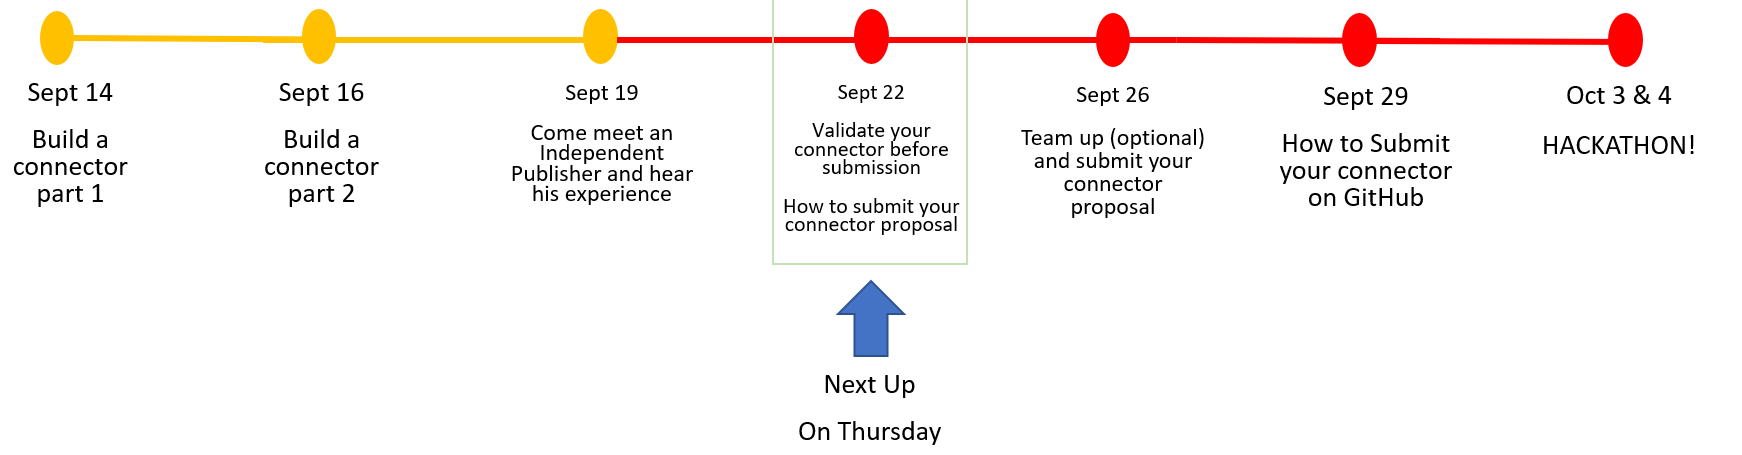 Sept 14
Build a
connector
part 1
Sept 16
Build a
connector
part 2
Sept 19
Come meet an
Independent
Publisher and hear
his experience
Sept 22
Validate your
connector before
submission
How to submit your
connector proposal
Sept 26
Team up (optional)
and submit your
connector
proposal
Sept 29
How to Submit
your connector
on GitHub
Oct 3 & 4
HACKATHON!
Next Up
On Thursday